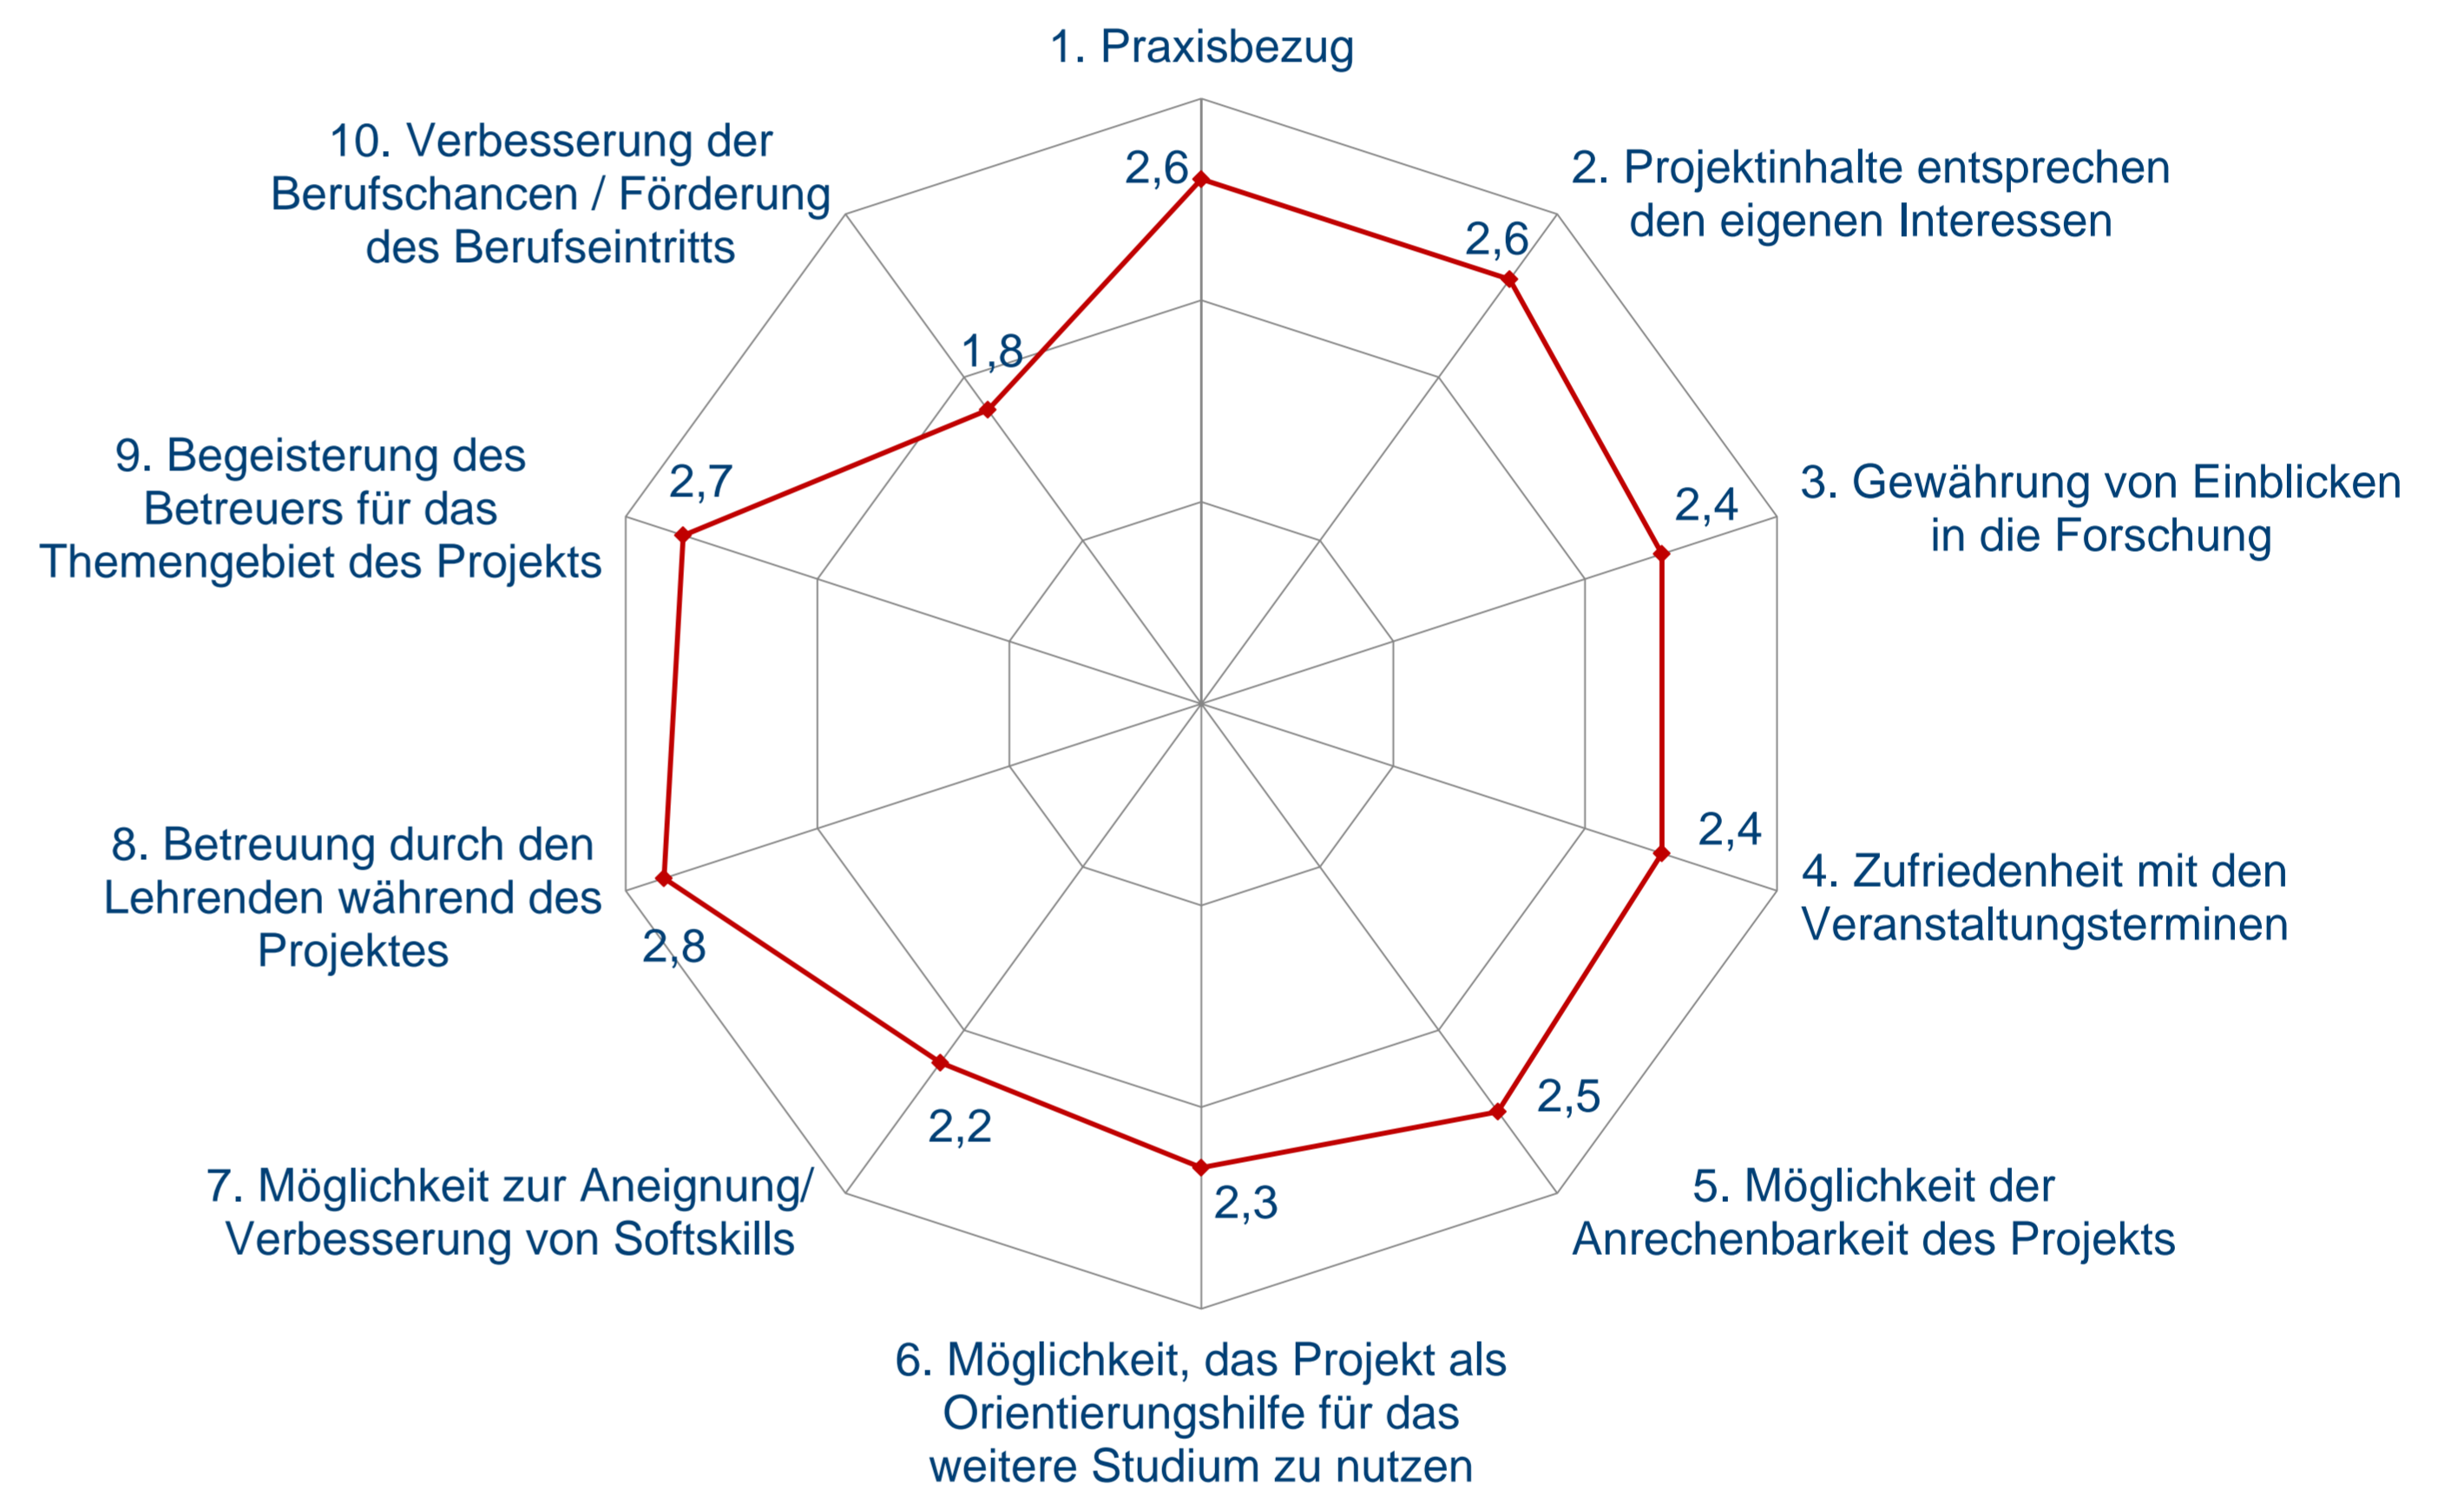 1. Praxisbezug
2,6
2. Projektinhalte entsprechen
den eigenen Interessen
2,6
3. Gewährung von Einblicken
in die Forschung
2,4
4. Zufriedenheit mit den
Veranstaltungsterminen
2,4
5. Möglichkeit der
Anrechenbarkeit des Projekts
2,5
6. Möglichkeit, das Projekt als
Orientierungshilfe für das
weitere Studium zu nutzen
2,3
7. Möglichkeit zur Aneignung/
Verbesserung von Softskills
2,2
8. Betreuung durch den
Lehrenden während des
Projektes
2,8
9. Begeisterung des
Betreuers für das
Themengebiet des Projekts
2,7
10. Verbesserung der
Berufschancen / Förderung
des Berufseintritts
1,8